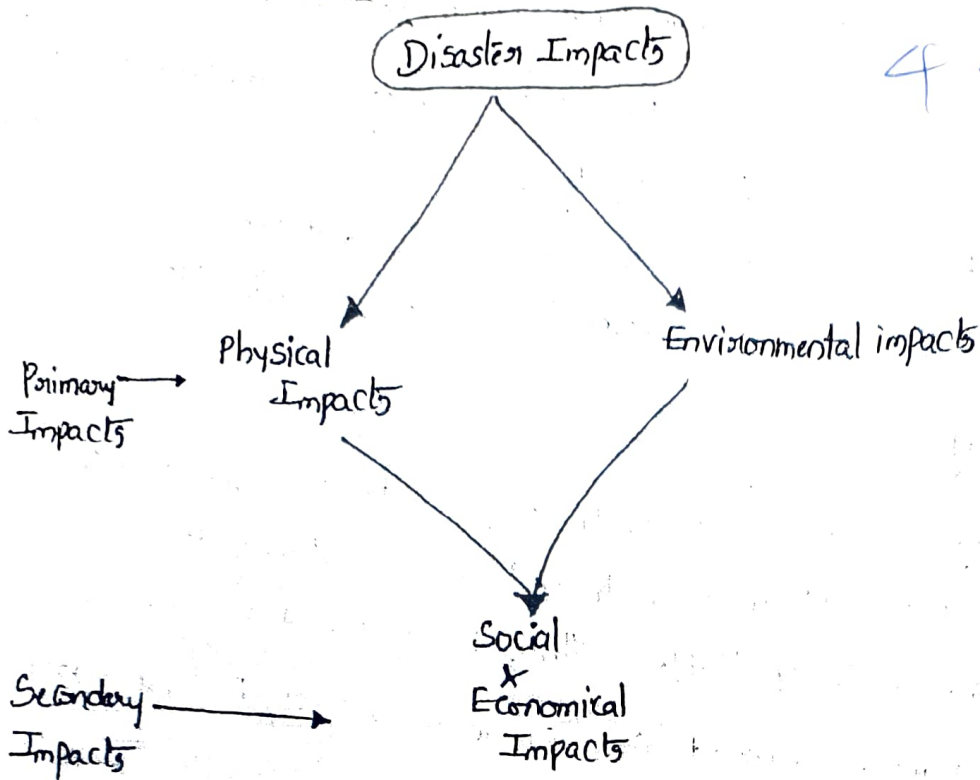 Disaster Impacts
4
Physical
Impacts
Environmental impacts
Primary
Impacts
Social
&
Economical
Impacts
Secondary
Impacts